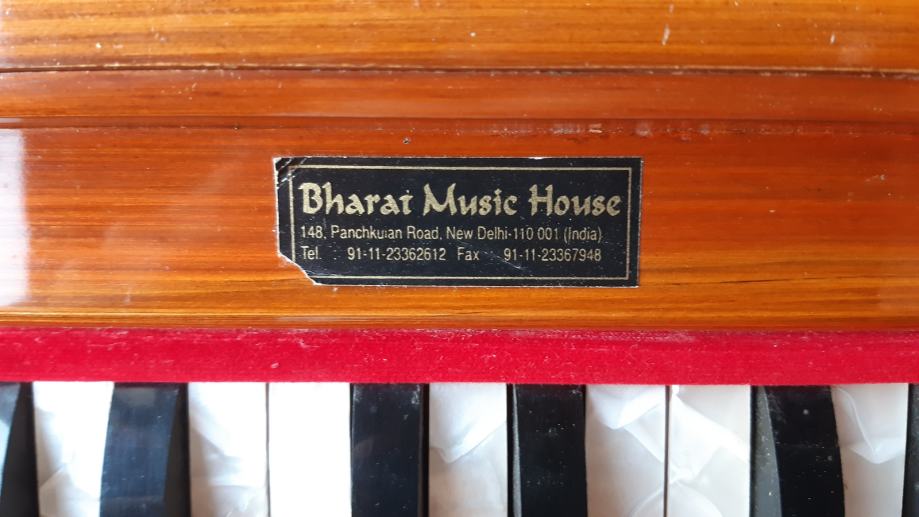 Bharat Music House
148, Panchkuian Road, New Delhi-110 001 (India)
Tel. : 91-11-23362612 Fax : 91-11-23367948